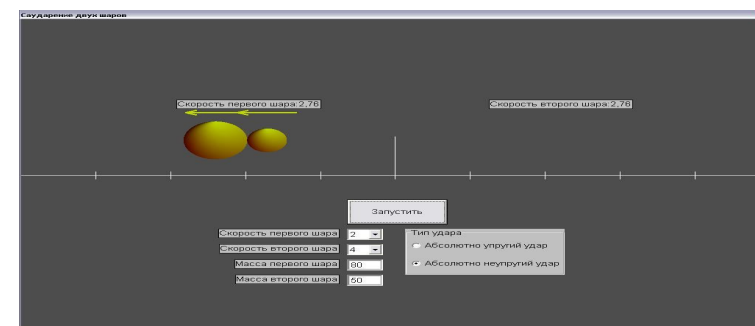 Саударение двух шаров
Скорость первого шара:2,76 Скорость второго шара:2,76
Запустить
Скорость первого шара 2
Скорость второго шара 4
Масса первого шара 80
Масса второго шара 50
Тип удара
Абсолютно упругий удар
Абсолютно неупругий удар